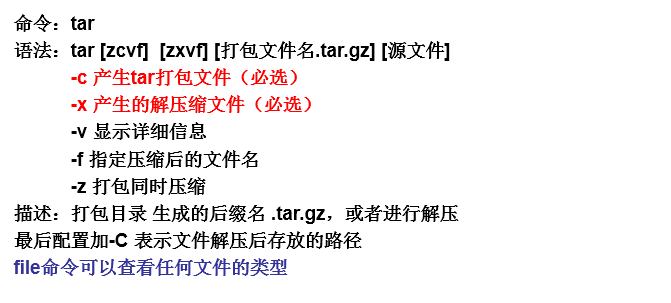 命令：tar
语法：tar [zcvf]  [zxvf] [打包文件名.tar.gz] [源文件]
-c 产生tar打包文件（必选）
-x 产生的解压缩文件（必选）
-v 显示详细信息
-f 指定压缩后的文件名
-z 打包同时压缩
描述：打包目录 生成的后缀名 .tar.gz，或者进行解压
最后配置加-C 表示文件解压后存放的路径
file命令可以查看任何文件的类型